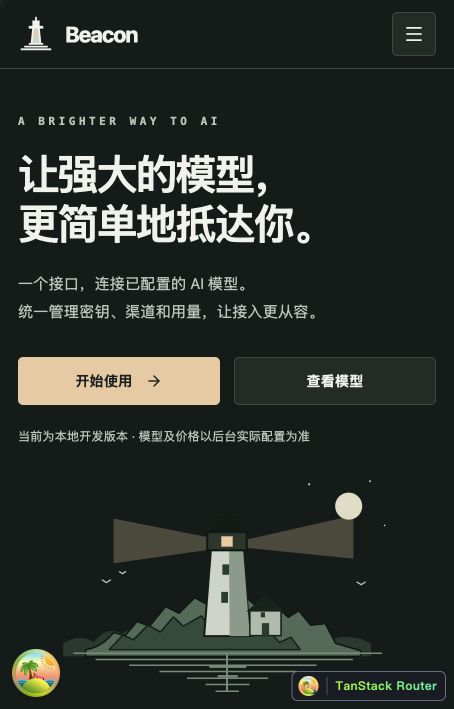 Beacon
A BRIGHTER WAY TO AI
让强大的模型，
更简单地抵达你。
一个接口，连接已配置的 AI 模型。
统一管理密钥、渠道和用量，让接入更从容。
开始使用 →
查看模型
当前为本地开发版本 · 模型及价格以后台实际配置为准
TanStack Router